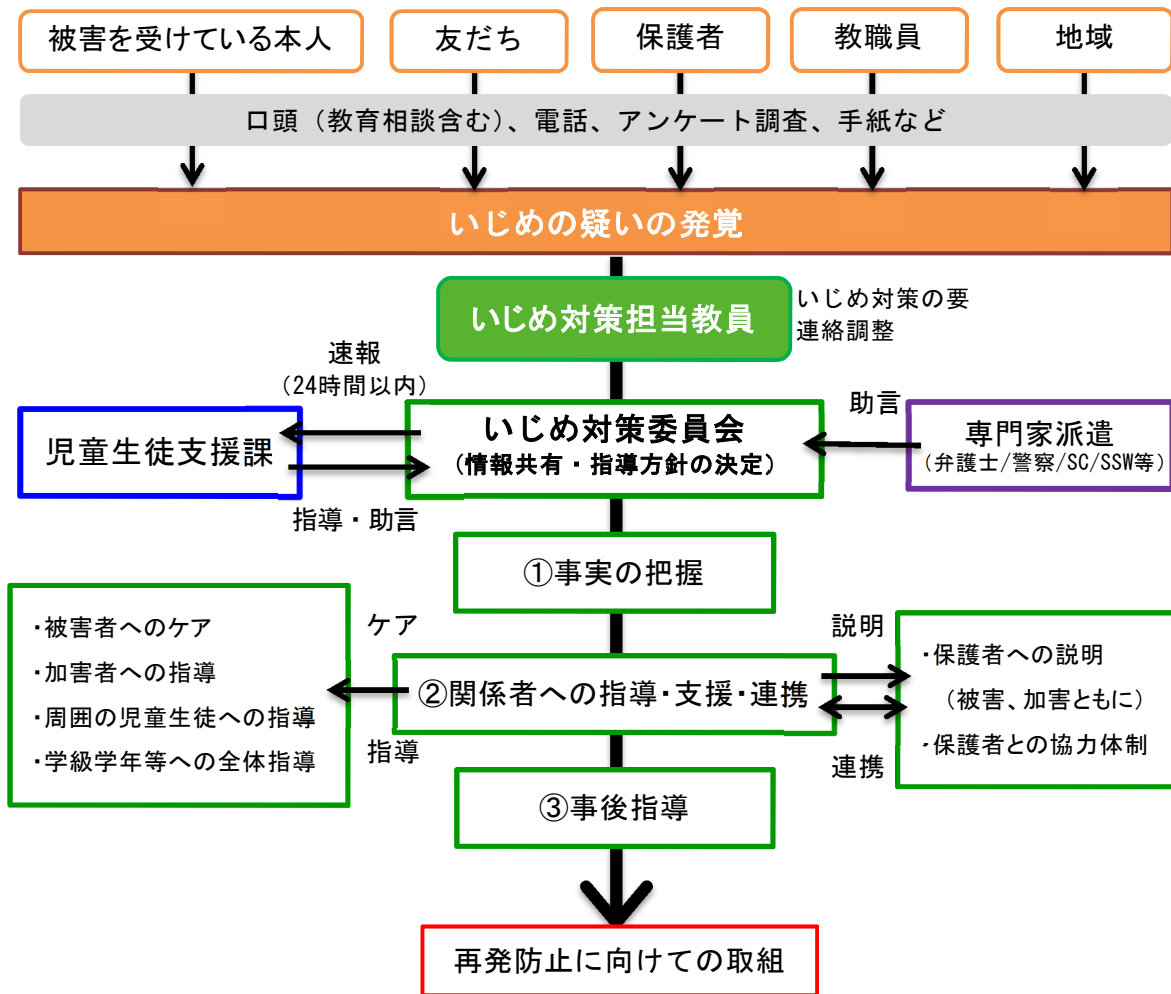 被害を受けている本人
友だち
保護者
教職員
地域
口頭（教育相談含む）、電話、アンケート調査、手紙など
いじめの疑いの発覚
いじめ対策担当教員
いじめ対策の要
連絡調整
速報
（24時間以内）
児童生徒支援課
指導・助言
いじめ対策委員会
（情報共有・指導方針の決定）
助言
専門家派遣
（弁護士/警察/SC/SSW等）
①事実の把握
・被害者へのケア
・加害者への指導
・周囲の児童生徒への指導
・学級学年等への全体指導
ケア
指導
②関係者への指導・支援・連携
説明
連携
・保護者への説明
（被害、加害ともに）
・保護者との協力体制
③事後指導
再発防止に向けての取組